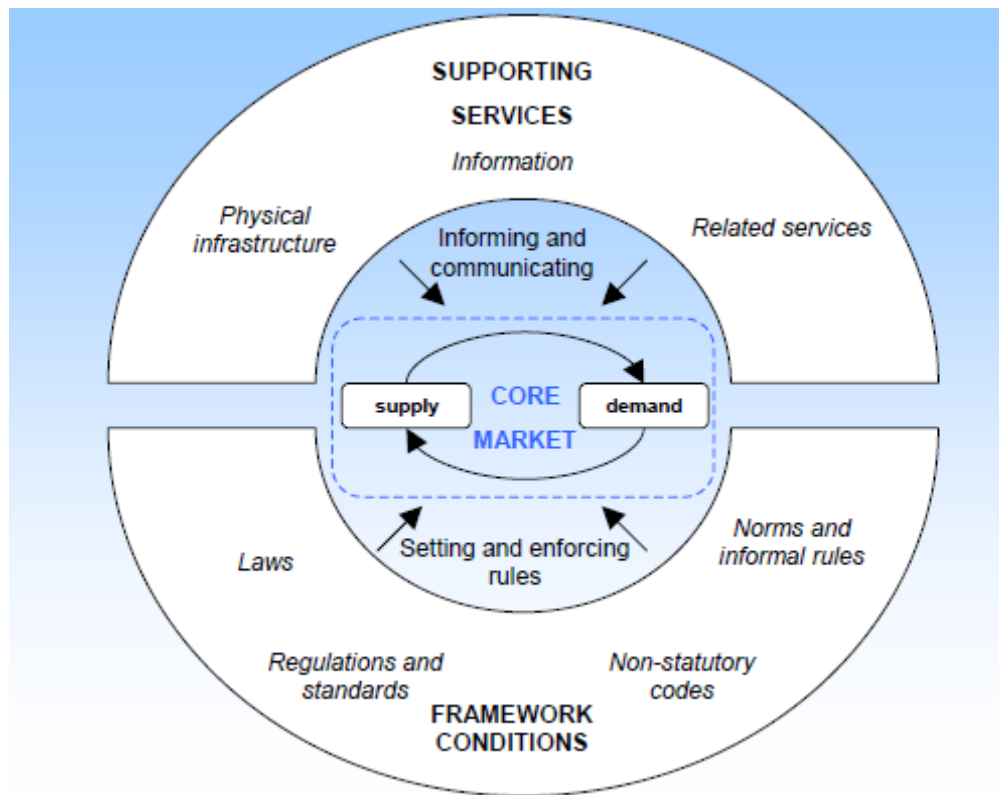 SUPPORTING
SERVICES
Information
Physical
infrastructure
Related services
Informing and
communicating
supply
CORE
MARKET
demand
Setting and enforcing
rules
Laws
Norms and
informal rules
Regulations and
standards
Non-statutory
codes
FRAMEWORK
CONDITIONS